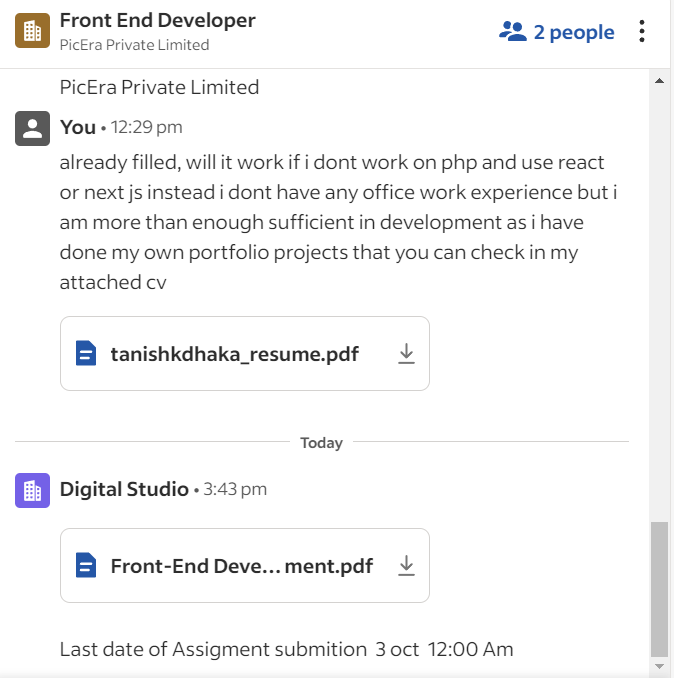 Front End Developer
2 people
PicEra Private Limited
PicEra Private Limited
You • 12:29 pm
already filled, will it work if i dont work on php and use react
or next js instead i dont have any office work experience but i
am more than enough sufficient in development as i have
done my own portfolio projects that you can check in my
attached cv
tanishkdhaka_resume.pdf
Today
Digital Studio • 3:43 pm
Front-End Deve... ment.pdf
Last date of Assigment submition 3 oct 12:00 Am